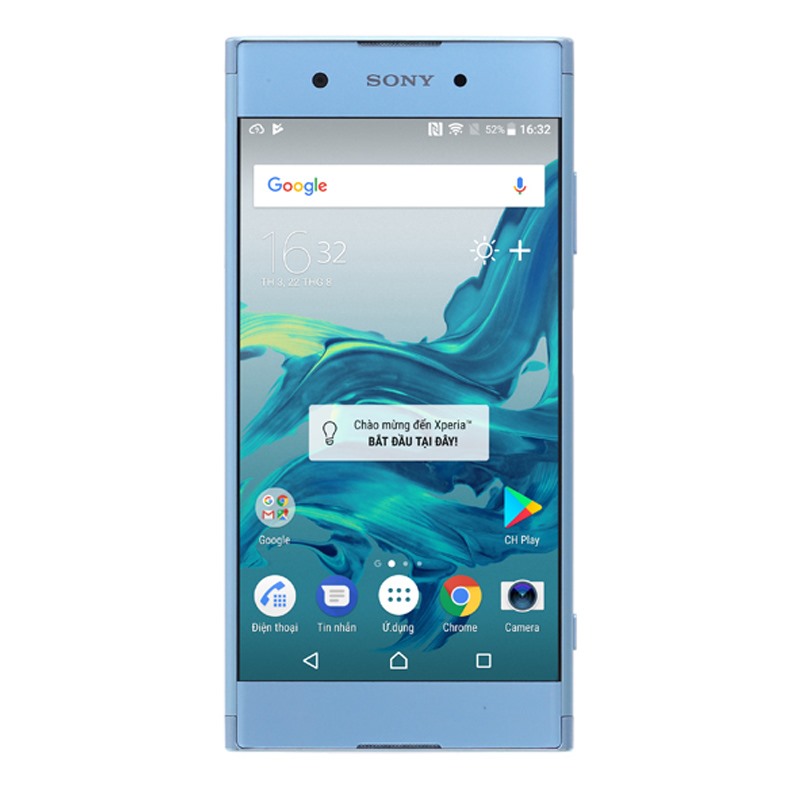 SONY
52% 16:32
Google
16 32
TH 3, 22 THG 8
Chào mừng đến Xperia™
BẮT ĐẦU TẠI ĐÂY!
Google
CH Play
G
Điện thoại
Tin nhắn
Ứ.dụng
Chrome
Camera